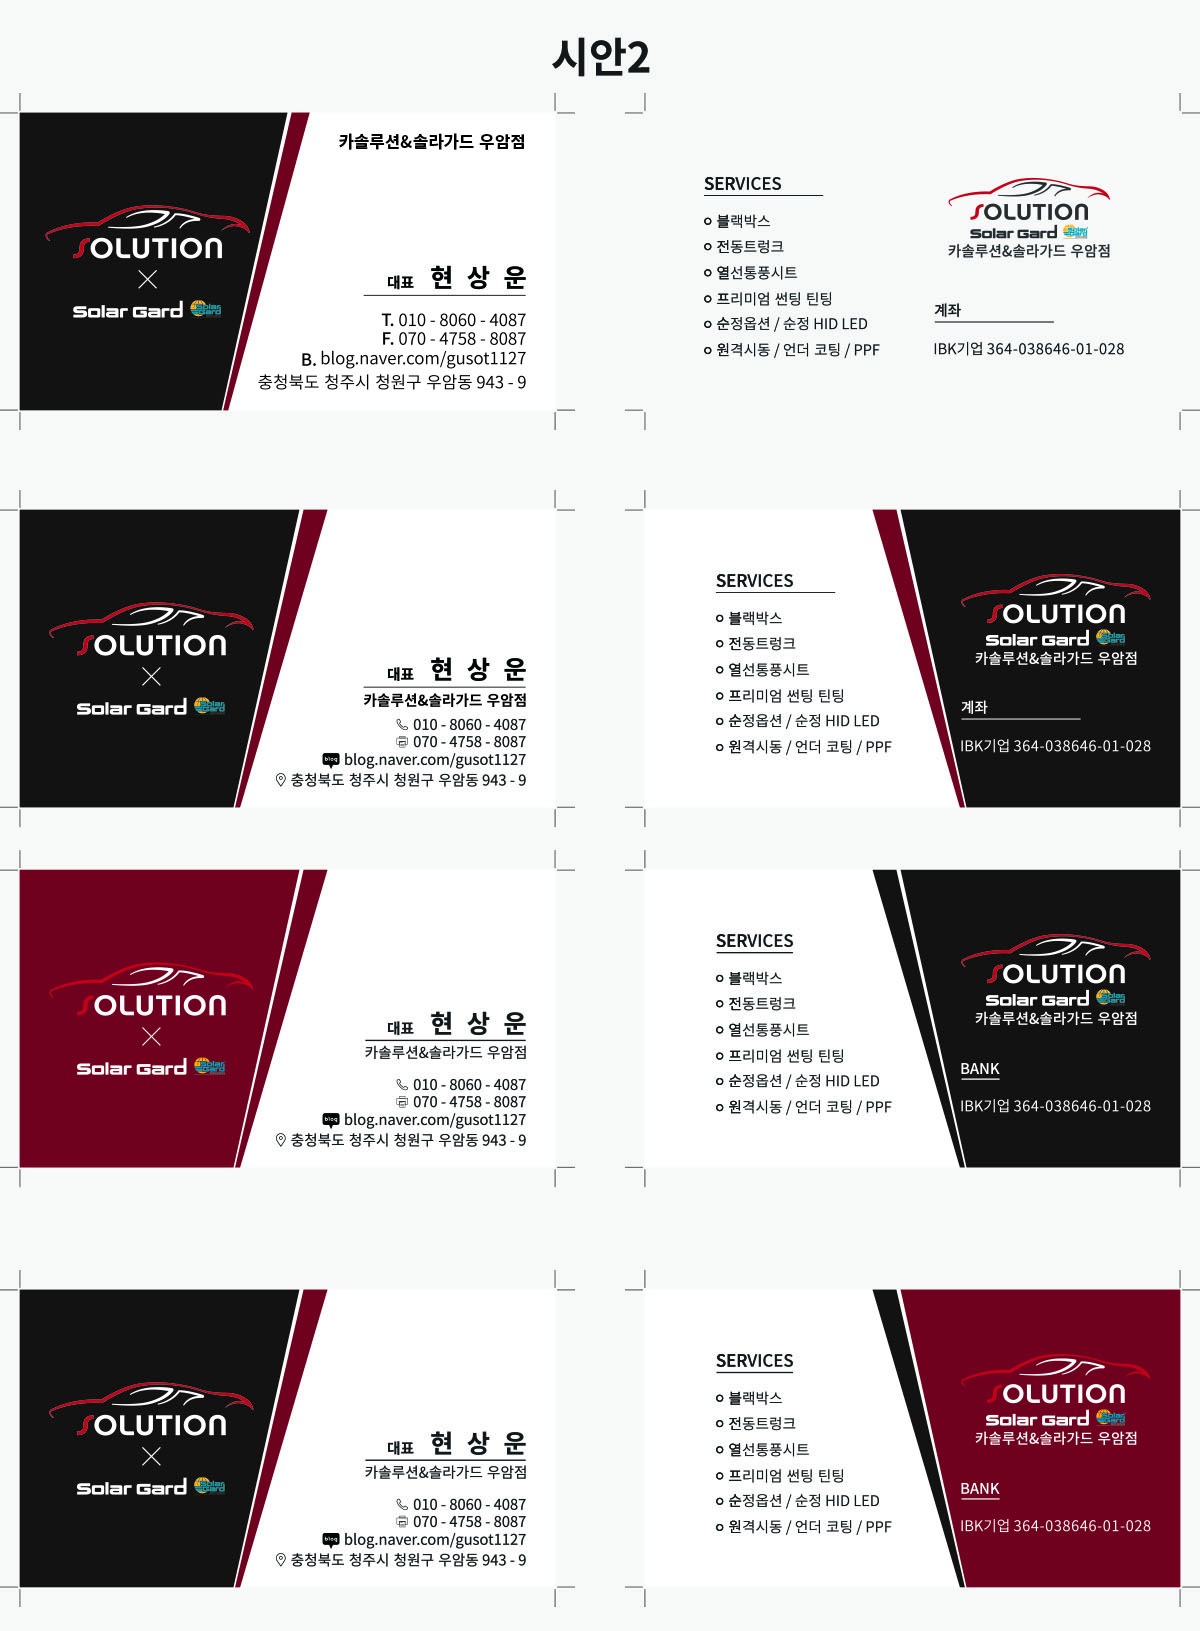 시안2
카솔루션&솔라가드 우암점
SOLUTION
Solar Gard
Solar Gard
대표 현 상 운
T. 010 - 8060 - 4087
F. 070 - 4758 - 8087
B. blog.naver.com/gusot1127
충청북도 청주시 청원구 우암동 943 - 9
SERVICES
블랙박스
전동트렁크
열선통풍시트
프리미엄 썬팅 틴팅
순정옵션 / 순정 HID LED
원격시동 / 언더 코팅 / PPF
SOLUTION
Solar Gard
Solar Gard
카솔루션&솔라가드 우암점
계좌
IBK기업 364-038646-01-028
SOLUTION
Solar Gard
Solar Gard
대표 현 상 운
카솔루션&솔라가드 우암점
010 - 8060 - 4087
070 - 4758 - 8087
blog blog.naver.com/gusot1127
충청북도 청주시 청원구 우암동 943 - 9
SERVICES
블랙박스
전동트렁크
열선통풍시트
프리미엄 썬팅 틴팅
순정옵션 / 순정 HID LED
원격시동 / 언더 코팅 / PPF
SOLUTION
Solar Gard
Solar Gard
카솔루션&솔라가드 우암점
계좌
IBK기업 364-038646-01-028
SOLUTION
Solar Gard
Solar Gard
대표 현 상 운
카솔루션&솔라가드 우암점
010 - 8060 - 4087
070 - 4758 - 8087
blog blog.naver.com/gusot1127
충청북도 청주시 청원구 우암동 943 - 9
SERVICES
블랙박스
전동트렁크
열선통풍시트
프리미엄 썬팅 틴팅
순정옵션 / 순정 HID LED
원격시동 / 언더 코팅 / PPF
SOLUTION
Solar Gard
Solar Gard
카솔루션&솔라가드 우암점
BANK
IBK기업 364-038646-01-028
SOLUTION
Solar Gard
Solar Gard
대표 현 상 운
카솔루션&솔라가드 우암점
010 - 8060 - 4087
070 - 4758 - 8087
blog blog.naver.com/gusot1127
충청북도 청주시 청원구 우암동 943 - 9
SERVICES
블랙박스
전동트렁크
열선통풍시트
프리미엄 썬팅 틴팅
순정옵션 / 순정 HID LED
원격시동 / 언더 코팅 / PPF
SOLUTION
Solar Gard
Solar Gard
카솔루션&솔라가드 우암점
BANK
IBK기업 364-038646-01-028